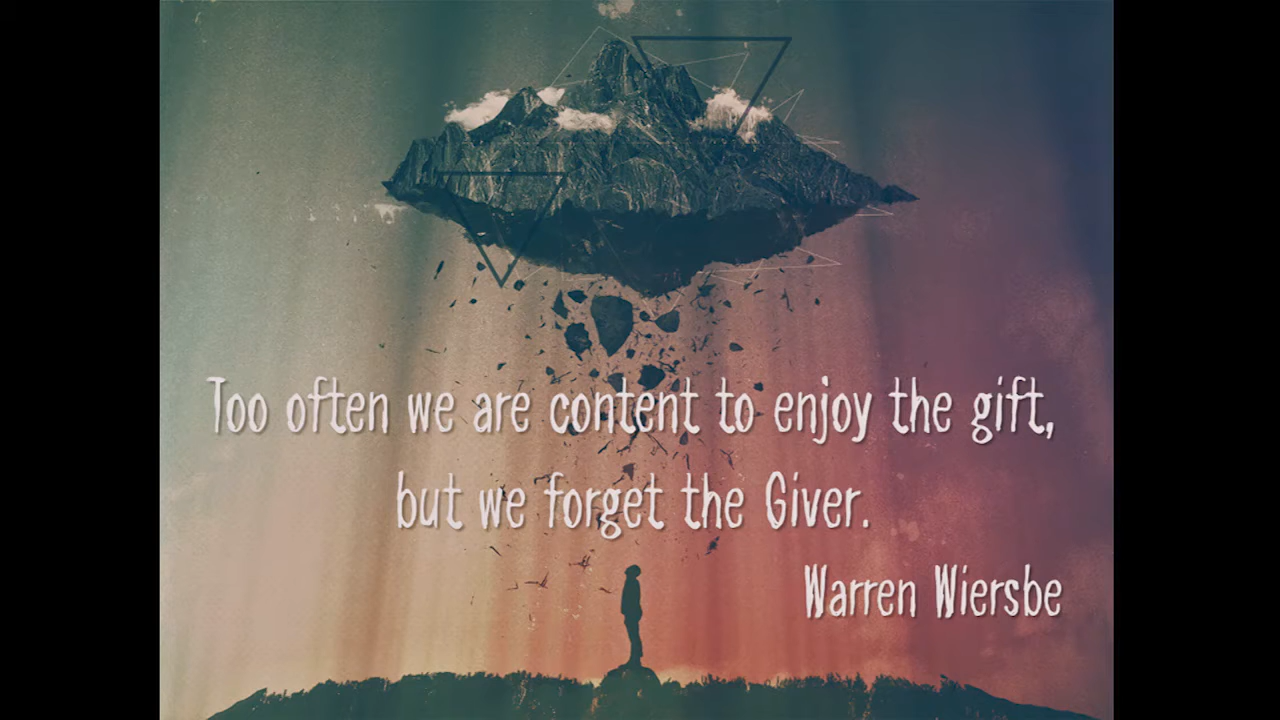 Too often we are content to enjoy the gift,
but we forget the Giver.
Warren Wiersbe